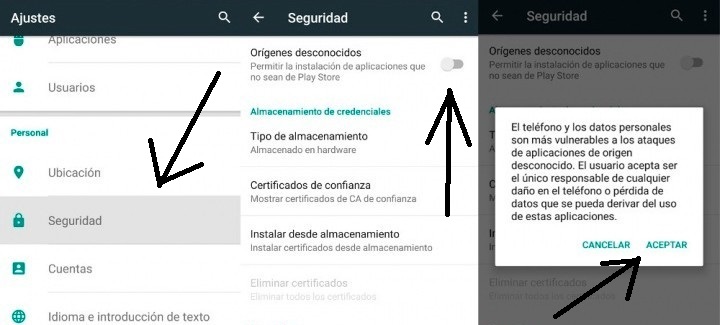 Ajustes
Aplicaciones
Usuarios
Personal
Ubicación
Seguridad
Cuentas
Idioma e introducción de texto
Seguridad
Orígenes desconocidos
Permitir la instalación de aplicaciones que
no sean de Play Store
Almacenamiento de credenciales
Tipo de almacenamiento
Almacenado en hardware
Certificados de confianza
Mostrar certificados de CA de confianza
Instalar desde almacenamiento
Instalar certificados desde almacenamiento
Eliminar certificados
Eliminar todos los certificados
Seguridad
Orígenes desconocidos
Permitir la instalación de aplicaciones que
no sean de Play Store
El teléfono y los datos personales
son más vulnerables a los ataques
de aplicaciones de origen
desconocido. El usuario acepta ser
el único responsable de cualquier
daño en el teléfono o pérdida de
datos que se pueda derivar del uso
de estas aplicaciones.
CANCELAR ACEPTAR
Eliminar certificados
Eliminar todos los certificados